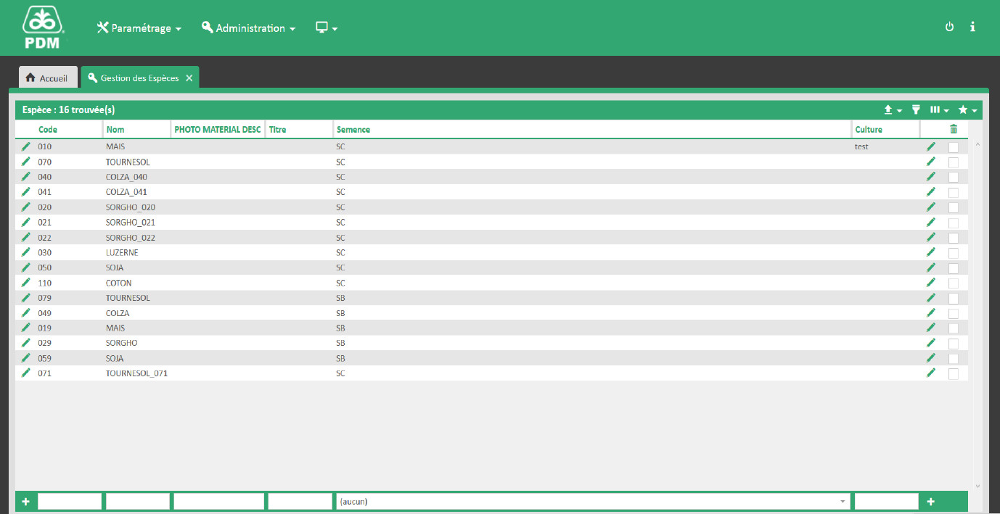 PDM
Paramétrage
Administration
Accueil
Gestion des Espèces
Espèce : 16 trouvée(s)
Code Nom PHOTO MATERIAL DESC Titre Semence Culture
010 MAIS SC test
070 TOURNESOL SC
040 COLZA_040 SC
041 COLZA_041 SC
020 SORGHO_020 SC
021 SORGHO_021 SC
022 SORGHO_022 SC
030 LUZERNE SC
050 SOJA SC
110 COTON SC
079 TOURNESOL SB
049 COLZA SB
019 MAIS SB
029 SORGHO SB
059 SOJA SB
071 TOURNESOL_071 SC
(aucun)